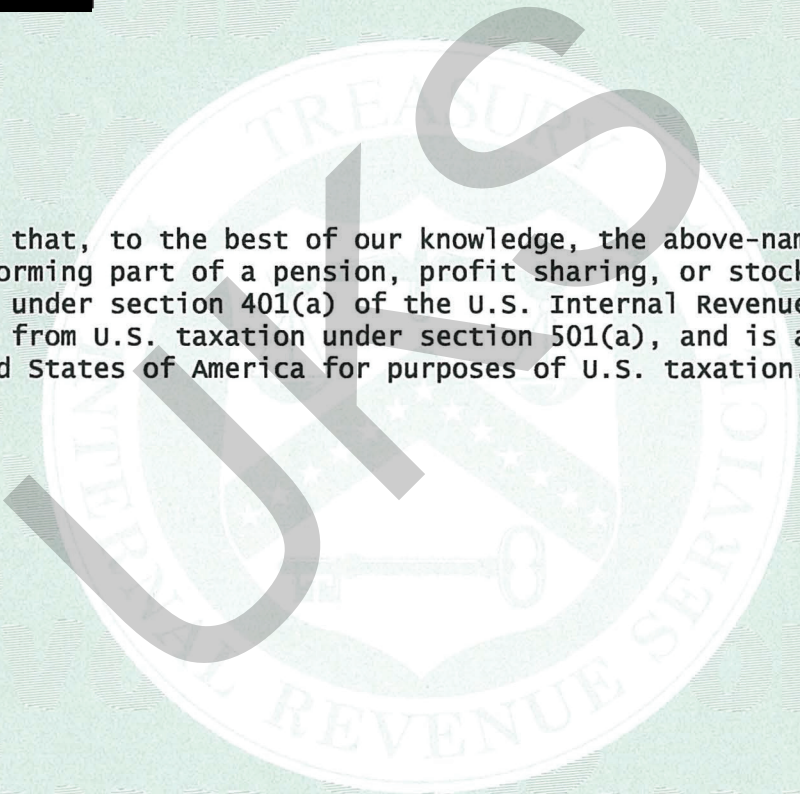 TREASURY
that, to the best of our knowledge, the above-nam
orming part of a pension, profit sharing, or stock
under section 401(a) of the U.S. Internal Revenue
from U.S. taxation under section 501(a), and is a
d States of America for purposes of U.S. taxation.
UKS
INTERNAL REVENUE SERVICE